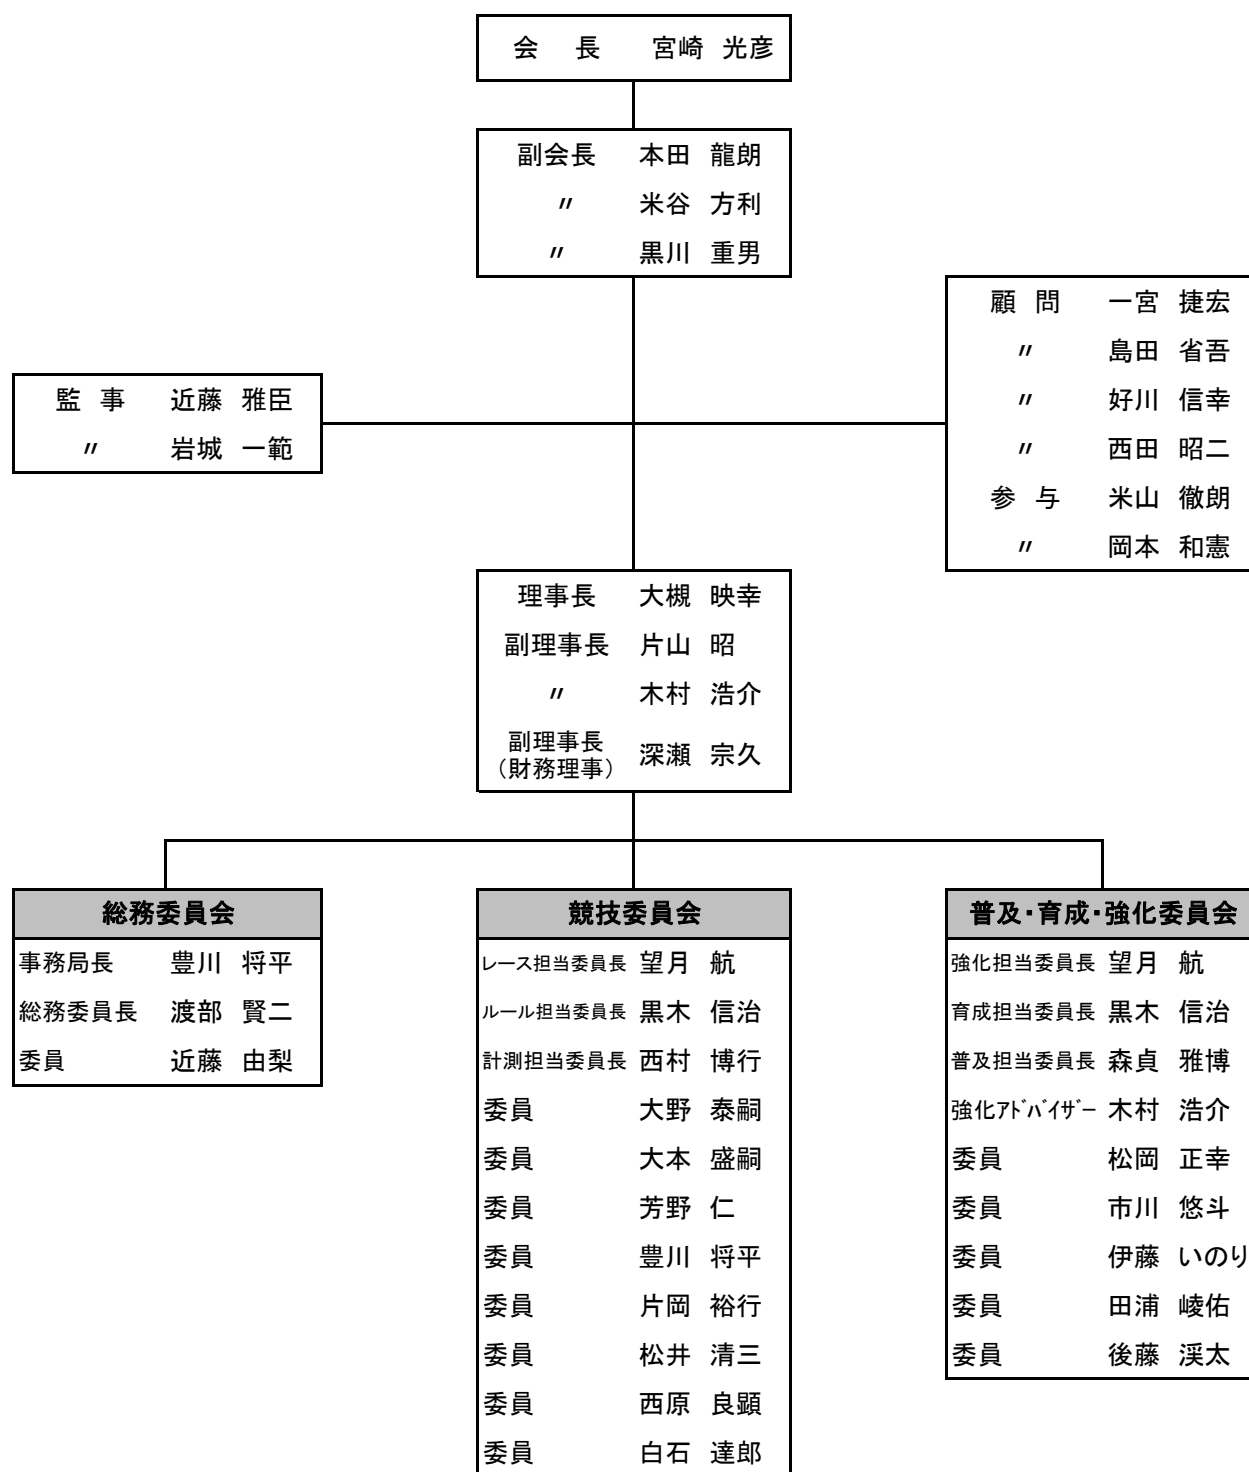 会 長 宮崎 光彦
副会長 本田 龍朗
〃 米谷 方利
〃 黒川 重男
顧 問 一宮 捷宏
〃 島田 省吾
〃 好川 信幸
〃 西田 昭二
参 与 米山 徹朗
〃 岡本 和憲
監 事 近藤 雅臣
〃 岩城 一範
理事長 大槻 映幸
副理事長 片山 昭
〃 木村 浩介
副理事長
（財務理事） 深瀬 宗久
総務委員会
事務局長 豊川 将平
総務委員長 渡部 賢二
委員 近藤 由梨
競技委員会
レース担当委員長 望月 航
ルール担当委員長 黒木 信治
計測担当委員長 西村 博行
委員 大野 泰嗣
委員 大本 盛嗣
委員 芳野 仁
委員 豊川 将平
委員 片岡 裕行
委員 松井 清三
委員 西原 良顕
委員 白石 達郎
普及・育成・強化委員会
強化担当委員長 望月 航
育成担当委員長 黒木 信治
普及担当委員長 森貞 雅博
強化ｱﾄﾞﾊﾞｲｻﾞｰ 木村 浩介
委員 松岡 正幸
委員 市川 悠斗
委員 伊藤 いのり
委員 田浦 崚佑
委員 後藤 渓太